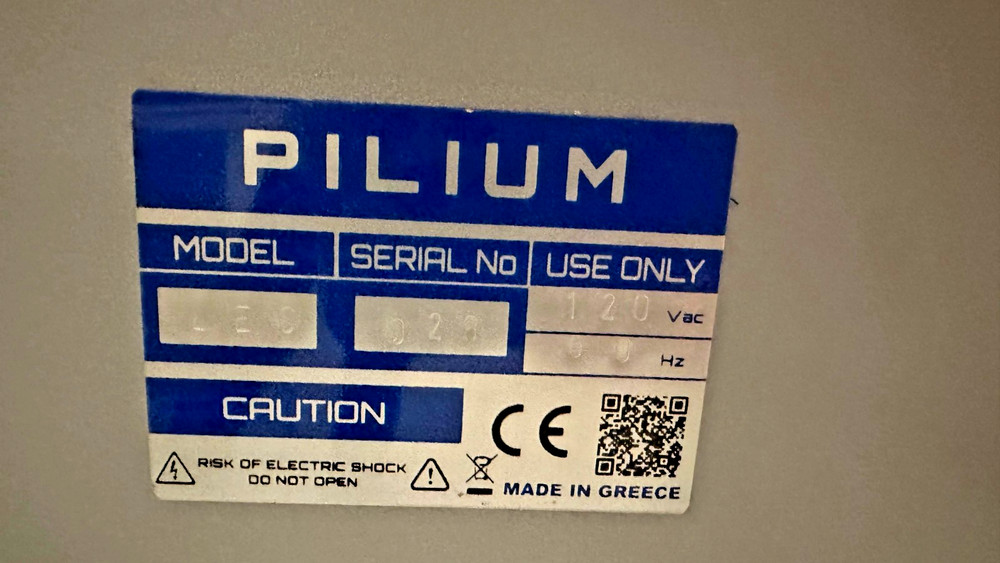 PILIUM
MODEL SERIAL No USE ONLY
120 Vac
Hz
CAUTION
CE
RISK OF ELECTRIC SHOCK
DO NOT OPEN
MADE IN GREECE